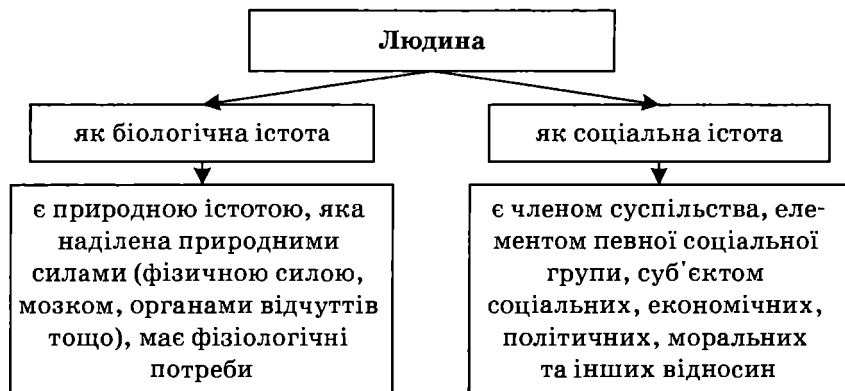 Людина
як біологічна істота
як соціальна істота
є природною істотою, яка
наділена природними
силами (фізичною силою,
мозком, органами відчуттів
тощо), має фізіологічні
потреби
є членом суспільства, еле-
ментом певної соціальної
групи, суб'єктом
соціальних, економічних,
політичних, моральних
та інших відносин